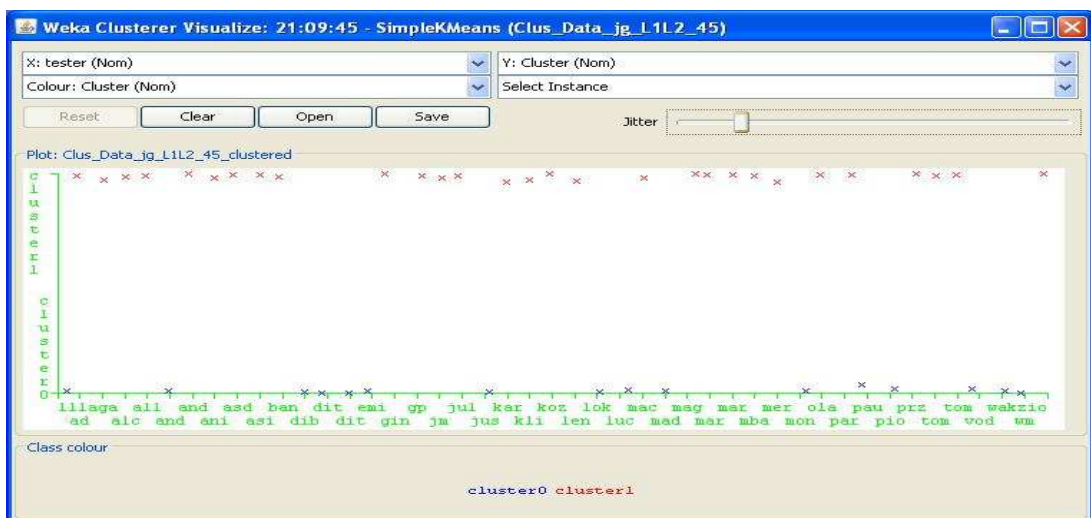 Weka Clusterer Visualize: 21:09:45 - SimpleKMeans (Clus_Data_jg_L1L2_45)
X: tester (Nom)
Y: Cluster (Nom)
Colour: Cluster (Nom)
Select Instance
Reset
Clear
Open
Save
Jitter
Plot: Clus_Data_jg_L1L2_45_clustered
cluster1
cluster0
lllaga all and asd ban dit emi gp jul kar koz lok mac mag mar mer ola pau prz tom wakzio
ad alc and ani asi dib dit gin jm jus kli len luc mad mar mba mon par pio tom vod wm
Class colour
cluster0 cluster1